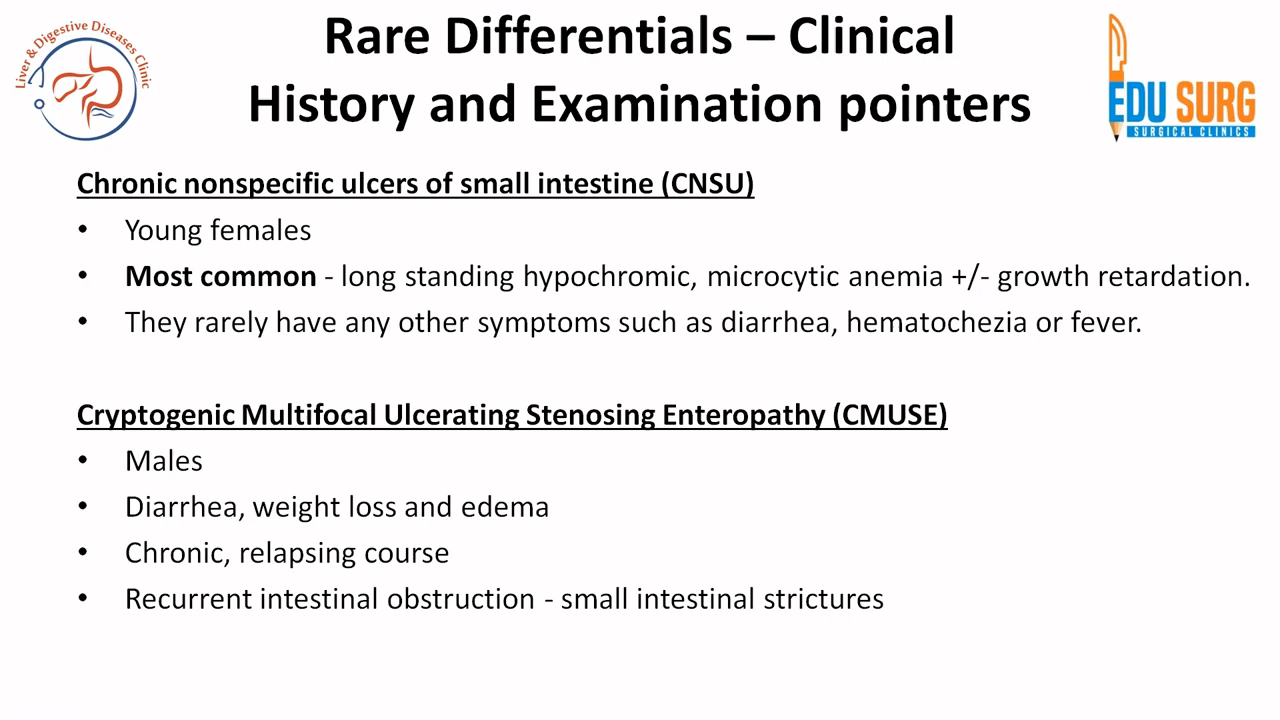 Liver & Digestive Diseases Clinic
Rare Differentials – Clinical
History and Examination pointers
EDU SURG
SURGICAL CLINICS
Chronic nonspecific ulcers of small intestine (CNSU)
• Young females
• Most common - long standing hypochromic, microcytic anemia +/- growth retardation.
• They rarely have any other symptoms such as diarrhea, hematochezia or fever.
Cryptogenic Multifocal Ulcerating Stenosing Enteropathy (CMUSE)
• Males
• Diarrhea, weight loss and edema
• Chronic, relapsing course
• Recurrent intestinal obstruction - small intestinal strictures